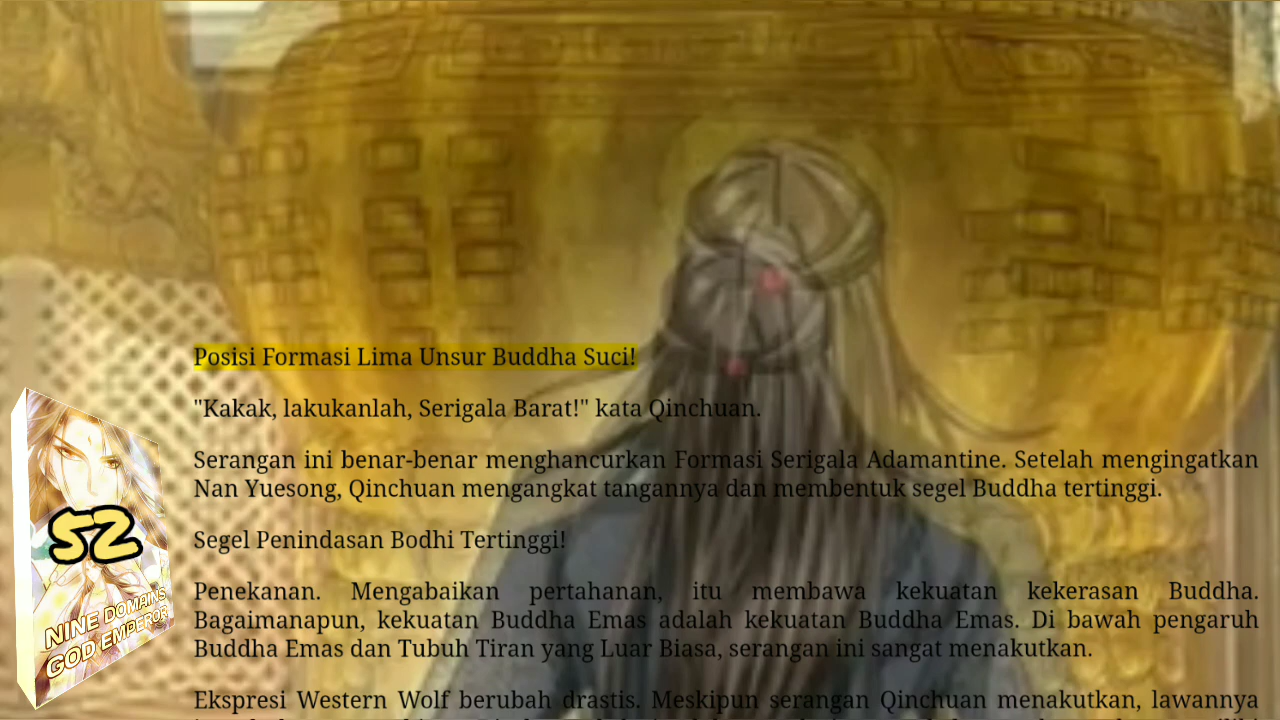 Posisi Formasi Lima Unsur Buddha Suci!
"Kakak, lakukanlah, Serigala Barat!" kata Qinchuan.
Serangan ini benar-benar menghancurkan Formasi Serigala Adamantine. Setelah mengingatkan
Nan Yuesong, Qinchuan mengangkat tangannya dan membentuk segel Buddha tertinggi.
Segel Penindasan Bodhi Tertinggi!
Penekanan. Mengabaikan pertahanan, itu membawa kekuatan kekerasan Buddha.
Bagaimanapun, kekuatan Buddha Emas adalah kekuatan Buddha Emas. Di bawah pengaruh
Buddha Emas dan Tubuh Tiran yang Luar Biasa, serangan ini sangat menakutkan.
Ekspresi Western Wolf berubah drastis. Meskipun serangan Qinchuan menakutkan, lawannya
52
NINE DOMAINS
GOD EMPEROR